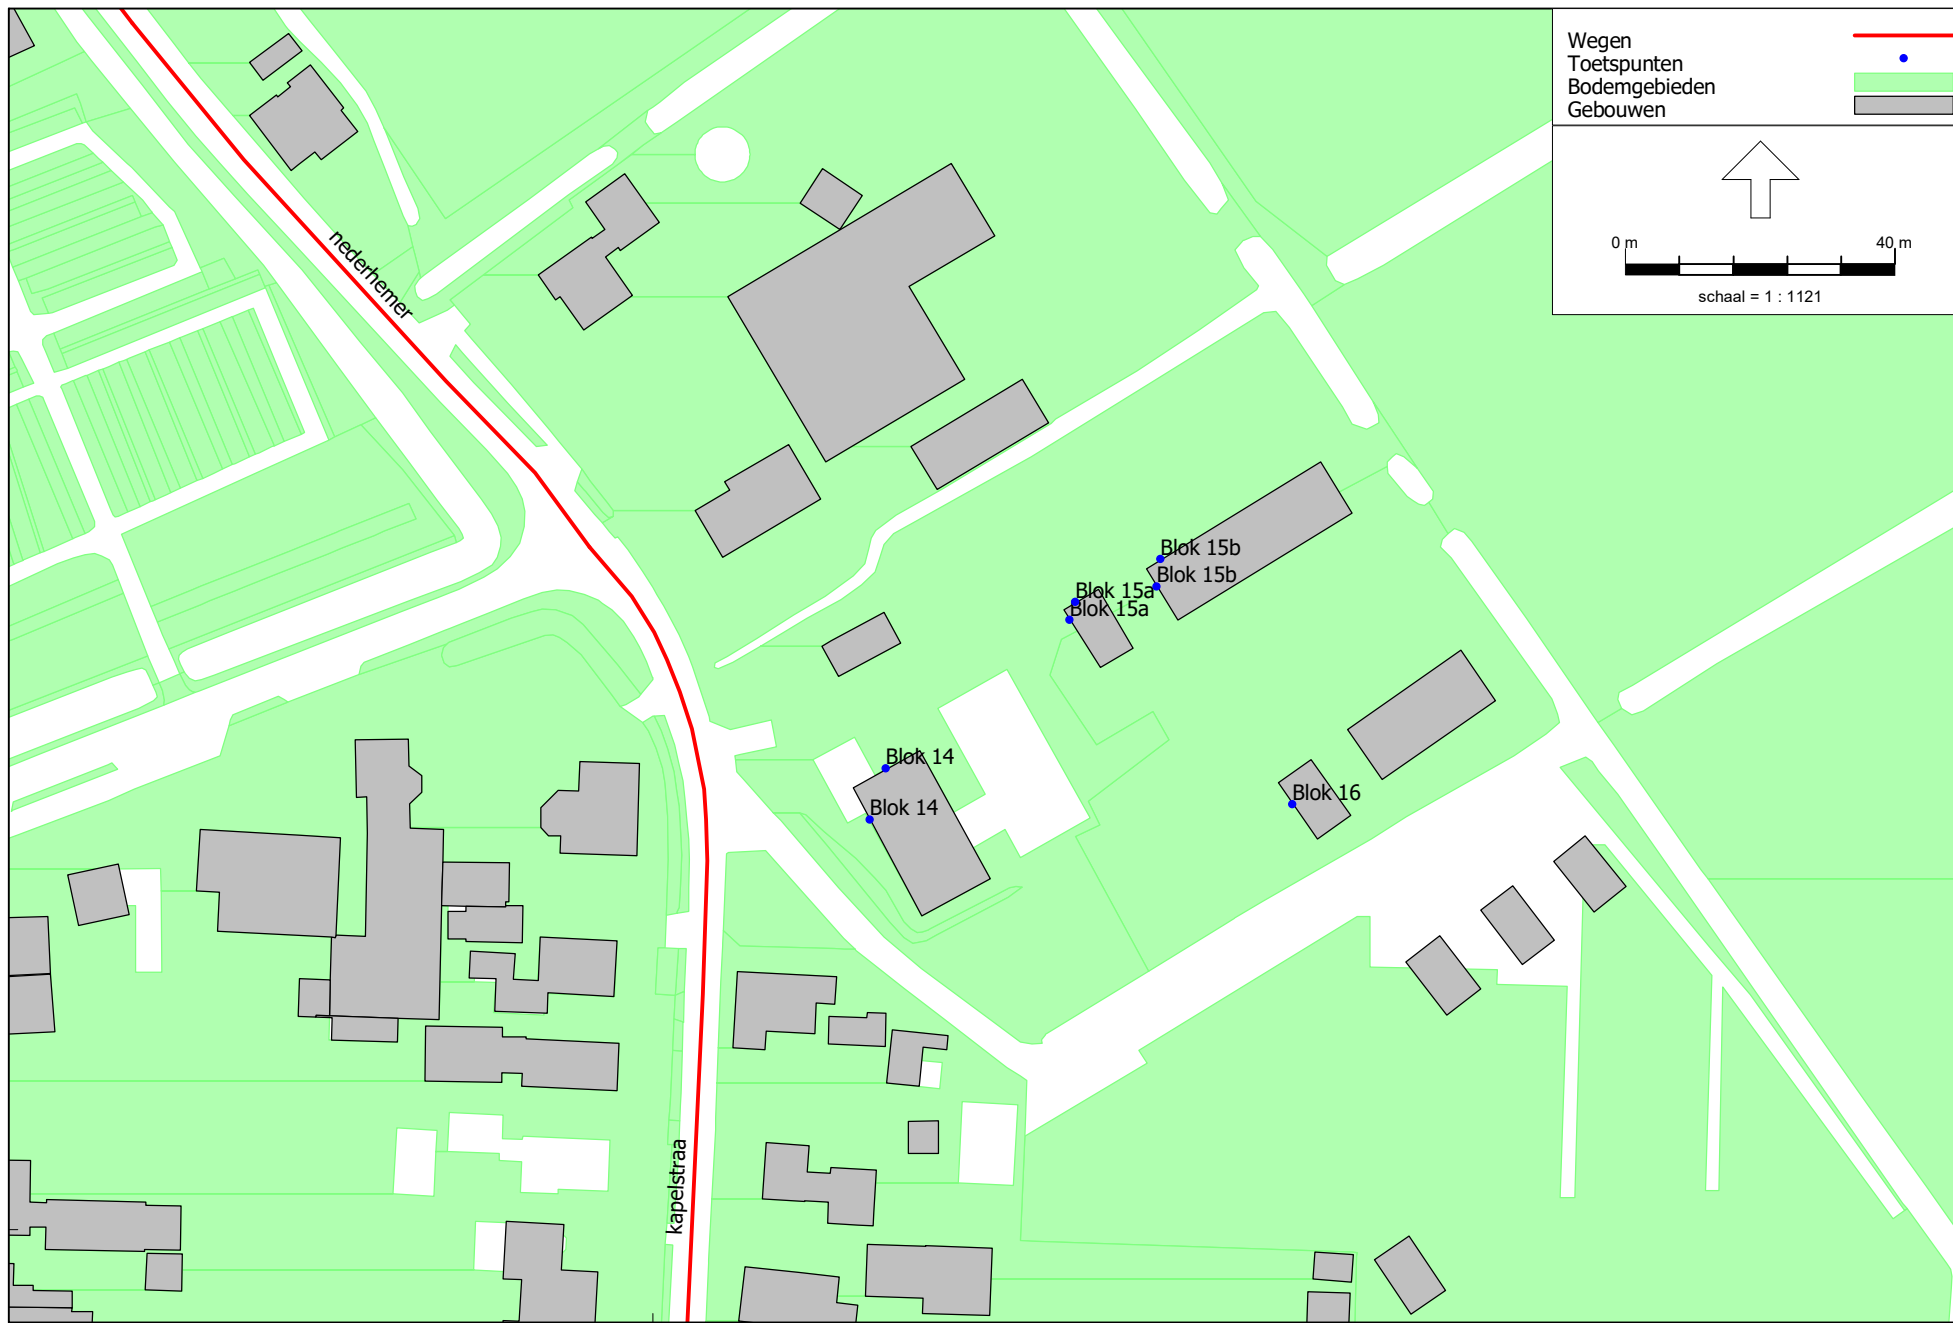 Wegen
Toetspunten
Bodemgebieden
Gebouwen
0 m 40 m
schaal = 1 : 1121
nederhemer
Blok 15b
Blok 15b
Blok 15a
Blok 15a
Blok 14
Blok 14
Blok 16
kapelstraa